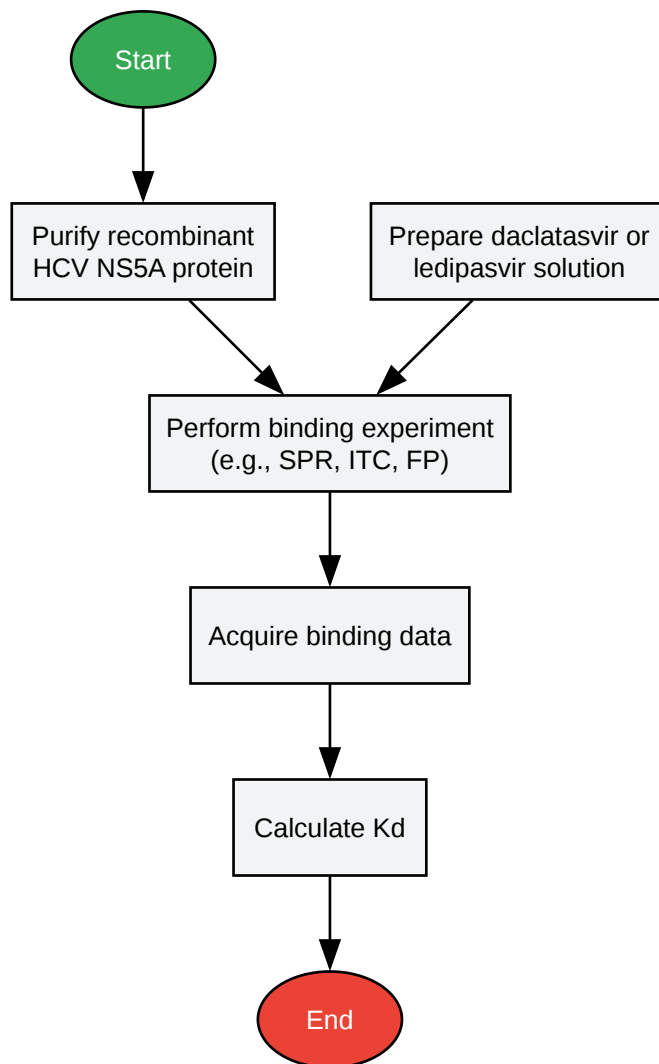 Start
Purify recombinant
HCV NS5A protein
Prepare daclatasvir or
ledipasvir solution
Perform binding experiment
(e.g., SPR, ITC, FP)
Acquire binding data
Calculate Kd
End